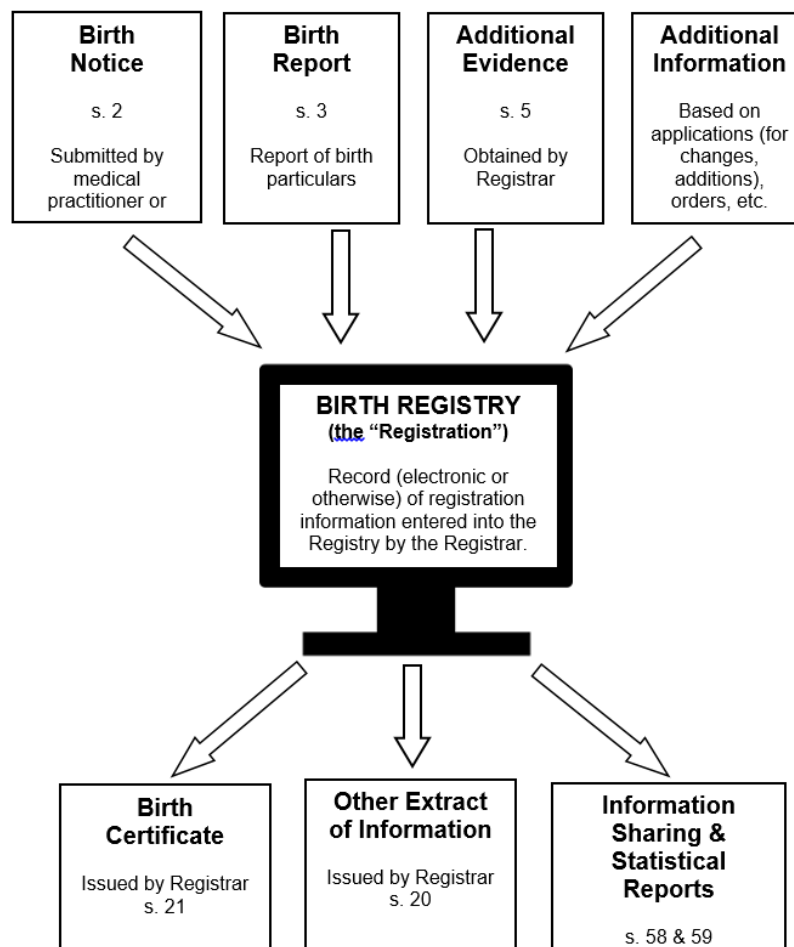 Birth
Notice
s. 2
Submitted by
medical
practitioner or
Birth
Report
s. 3
Report of birth
particulars
Additional
Evidence
s. 5
Obtained by
Registrar
Additional
Information
Based on
applications (for
changes,
additions),
orders, etc.
BIRTH REGISTRY
(the “Registration”)
Record (electronic or
otherwise) of registration
information entered into the
Registry by the Registrar.
Birth
Certificate
Issued by Registrar
s. 21
Other Extract
of Information
Issued by Registrar
s. 20
Information
Sharing &
Statistical
Reports
s. 58 & 59